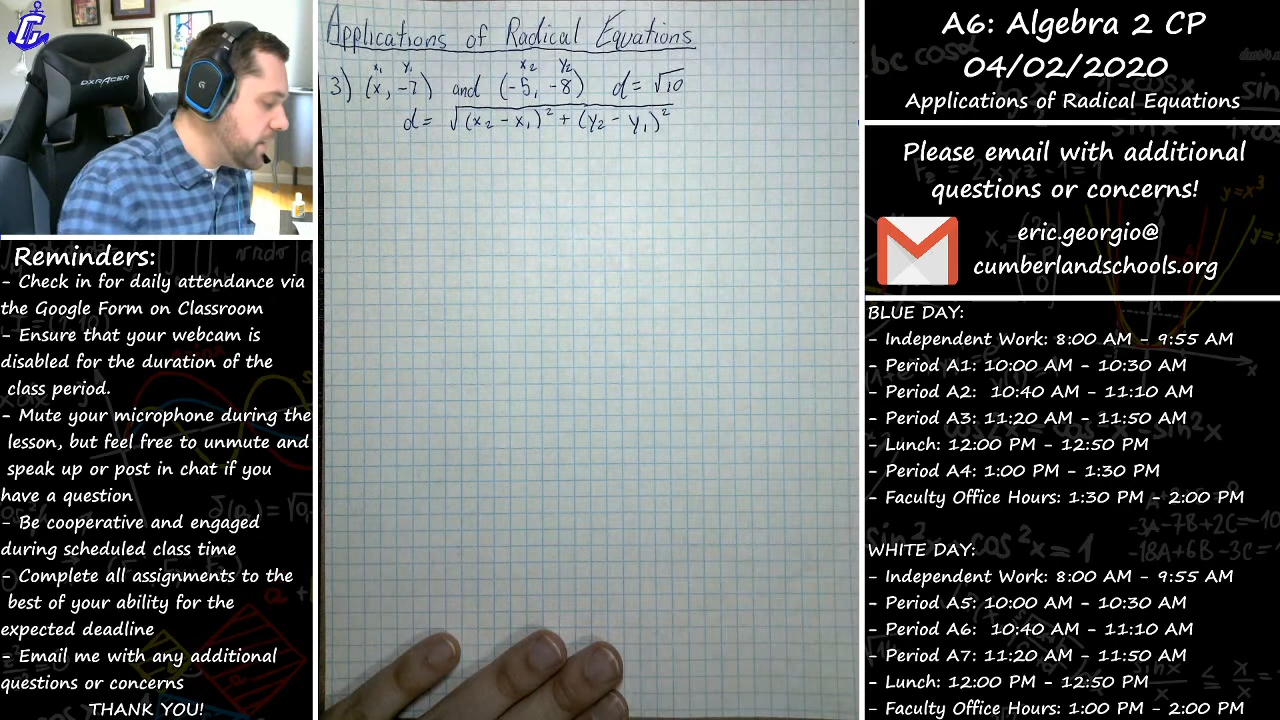 G
DXRACER
Reminders:
- Check in for daily attendance via
the Google Form on Classroom
- Ensure that your webcam is
disabled for the duration of the
class period.
- Mute your microphone during the
lesson, but feel free to unmute and
speak up or post in chat if you
have a question
- Be cooperative and engaged
during scheduled class time
- Complete all assignments to the
best of your ability for the
expected deadline
- Email me with any additional
questions or concerns
THANK YOU!
Applications of Radical Equations
x₁ y₁ x₂ y₂
3) (x, -7) and (-5, -8) d = √10
d = √(x₂ - x₁)² + (y₂ - y₁)²
A6: Algebra 2 CP
04/02/2020
Applications of Radical Equations
Please email with additional
questions or concerns!
eric.georgio@
cumberlandschools.org
BLUE DAY:
- Independent Work: 8:00 AM - 9:55 AM
- Period A1: 10:00 AM - 10:30 AM
- Period A2: 10:40 AM - 11:10 AM
- Period A3: 11:20 AM - 11:50 AM
- Lunch: 12:00 PM - 12:50 PM
- Period A4: 1:00 PM - 1:30 PM
- Faculty Office Hours: 1:30 PM - 2:00 PM
WHITE DAY:
- Independent Work: 8:00 AM - 9:55 AM
- Period A5: 10:00 AM - 10:30 AM
- Period A6: 10:40 AM - 11:10 AM
- Period A7: 11:20 AM - 11:50 AM
- Lunch: 12:00 PM - 12:50 PM
- Faculty Office Hours: 1:00 PM - 2:00 PM